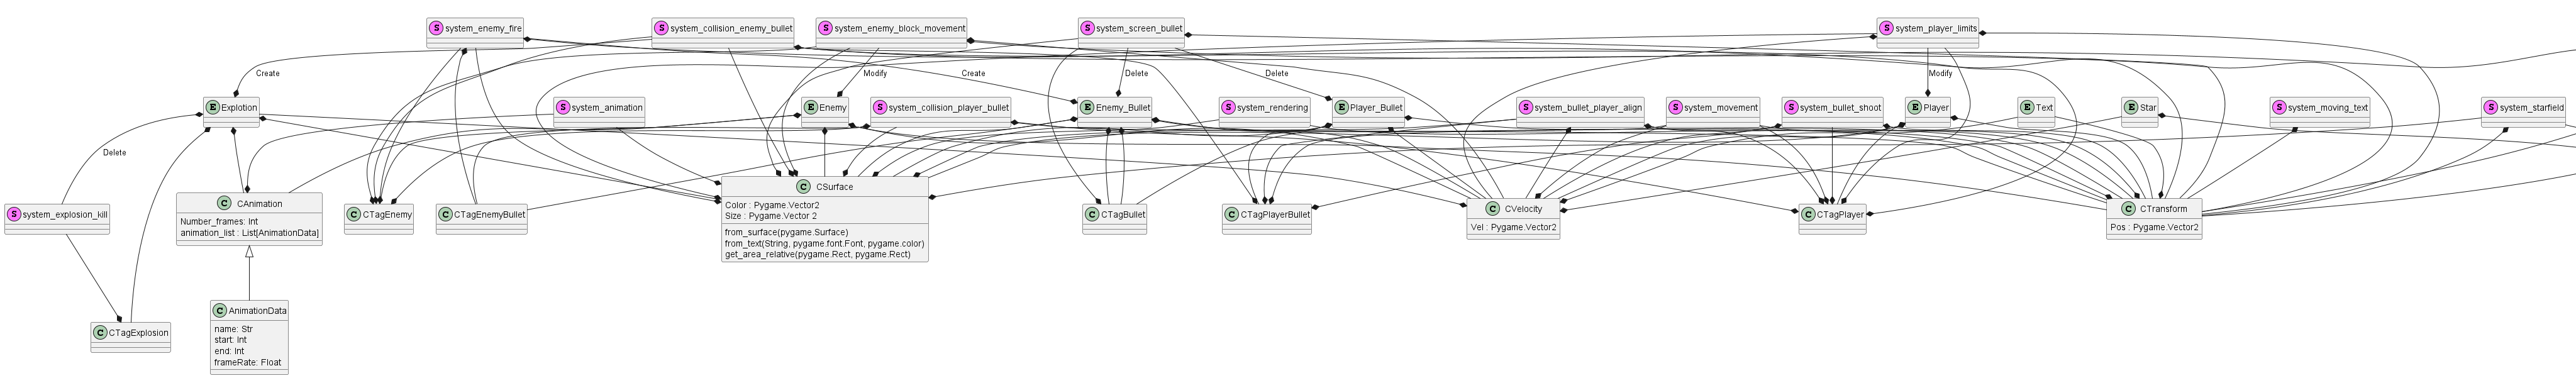 S system_enemy_fire
S system_collision_enemy_bullet
S system_enemy_block_movement
S system_screen_bullet
S system_player_limits
Create
Modify
Create
Delete
Delete
Modify
E Explotion
S system_animation
E Enemy
S system_collision_player_bullet
E Enemy_Bullet
S system_rendering
E Player_Bullet
S system_bullet_player_align
S system_movement
S system_bullet_shoot
E Player
E Text
E Star
S system_moving_text
S system_starfield
Delete
S system_explosion_kill
C CAnimation
Number_frames: Int
animation_list : List[AnimationData]
C CTagEnemy
C CTagEnemyBullet
C CSurface
Color : Pygame.Vector2
Size : Pygame.Vector 2
from_surface(pygame.Surface)
from_text(String, pygame.font.Font, pygame.color)
get_area_relative(pygame.Rect, pygame.Rect)
C CTagBullet
C CTagPlayerBullet
C CVelocity
Vel : Pygame.Vector2
C CTagPlayer
C CTransform
Pos : Pygame.Vector2
C CTagExplosion
C AnimationData
name: Str
start: Int
end: Int
frameRate: Float